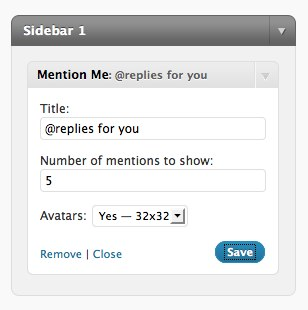 Sidebar 1
Mention Me: @replies for you
Title:
@replies for you
Number of mentions to show:
5
Avatars: Yes — 32x32
Remove | Close Save